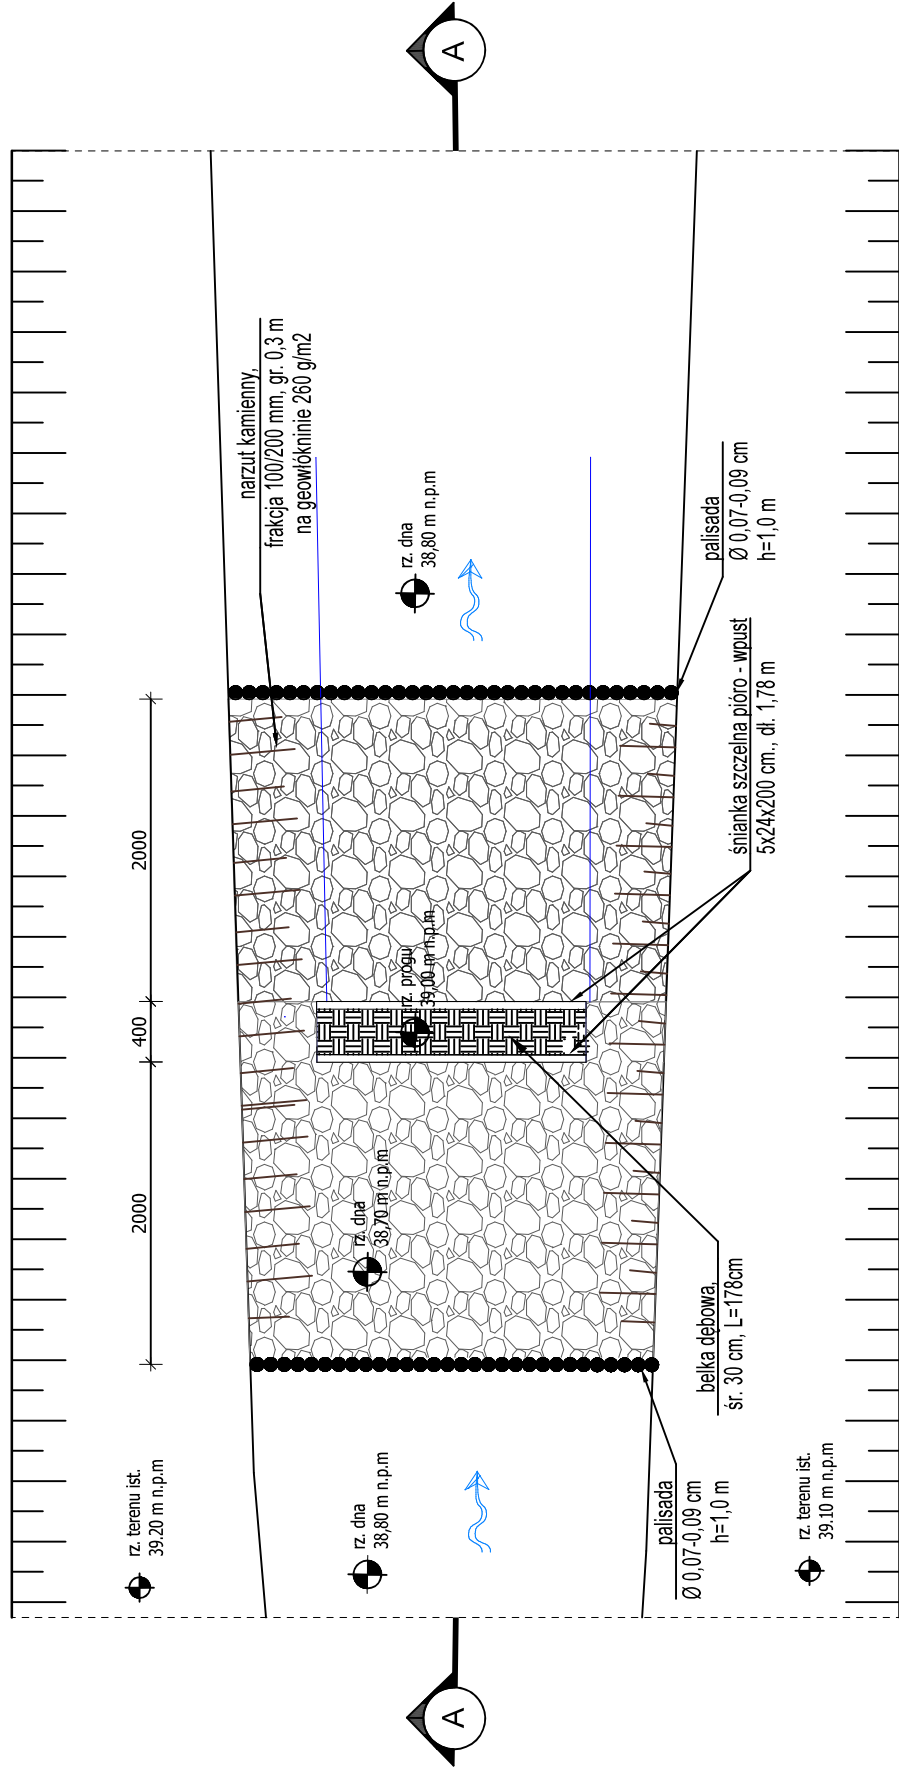 A
narzut kamienny,
frakcja 100/200 mm, gr. 0,3 m
na geowłókninie 260 g/m2
rz. dna
38,80 m n.p.m
palisada
Ø 0,07-0,09 cm
h=1,0 m
śnianka szczelna pióro - wpust
5x24x200 cm., dł. 1,78 m
2000
400
2000
rz. progu
39,00 m n.p.m
rz. dna
38,70 m n.p.m
belka dębowa,
śr. 30 cm, L=178cm
rz. terenu ist.
39.20 m n.p.m
rz. dna
38,80 m n.p.m
palisada
Ø 0,07-0,09 cm
h=1,0 m
rz. terenu ist.
39.10 m n.p.m
A